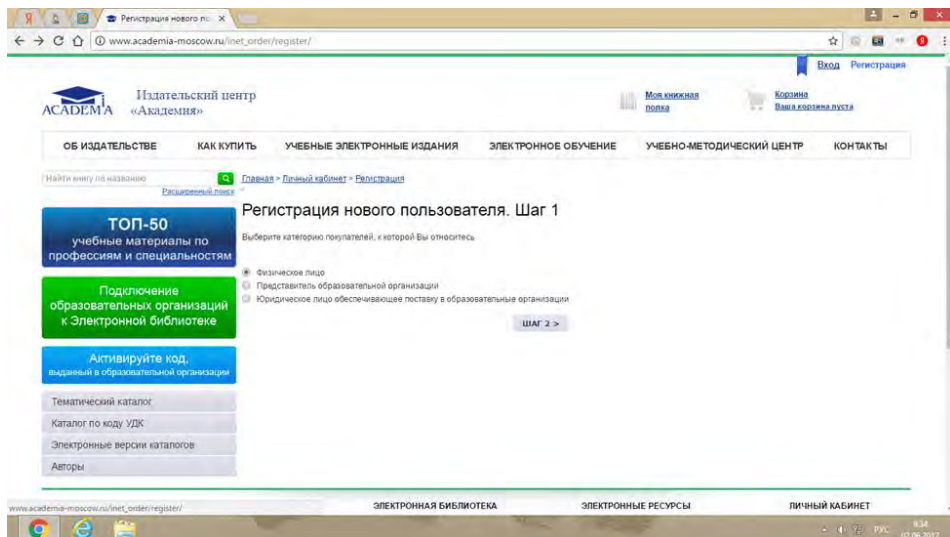 Регистрация нового по
www.academia-moscow.ru/inet_order/register/
Вход Регистрация
ACADEMIA
Издательский центр
«Академия»
Моя книжная
полка
Корзина
Ваша корзина пуста
ОБ ИЗДАТЕЛЬСТВЕ КАК КУПИТЬ УЧЕБНЫЕ ЭЛЕКТРОННЫЕ ИЗДАНИЯ ЭЛЕКТРОННОЕ ОБУЧЕНИЕ УЧЕБНО-МЕТОДИЧЕСКИЙ ЦЕНТР КОНТАКТЫ
Найти книгу по названию
Расширенный поиск
Главная > Личный кабинет > Регистрация
Регистрация нового пользователя. Шаг 1
Выберите категорию покупателей, к которой Вы относитесь
Физическое лицо
Представитель образовательной организации
Юридическое лицо обеспечивающее поставку в образовательные организации
ШАГ 2 >
ТОП-50
учебные материалы по
профессиям и специальностям
Подключение
образовательных организаций
к Электронной библиотеке
Активируйте код,
выданный в образовательной организации
Тематический каталог
Каталог по коду УДК
Электронные версии каталогов
Авторы
www.academia-moscow.ru/inet_order/register/
ЭЛЕКТРОННАЯ БИБЛИОТЕКА ЭЛЕКТРОННЫЕ РЕСУРСЫ ЛИЧНЫЙ КАБИНЕТ
РУС
9:34
02.06.2017